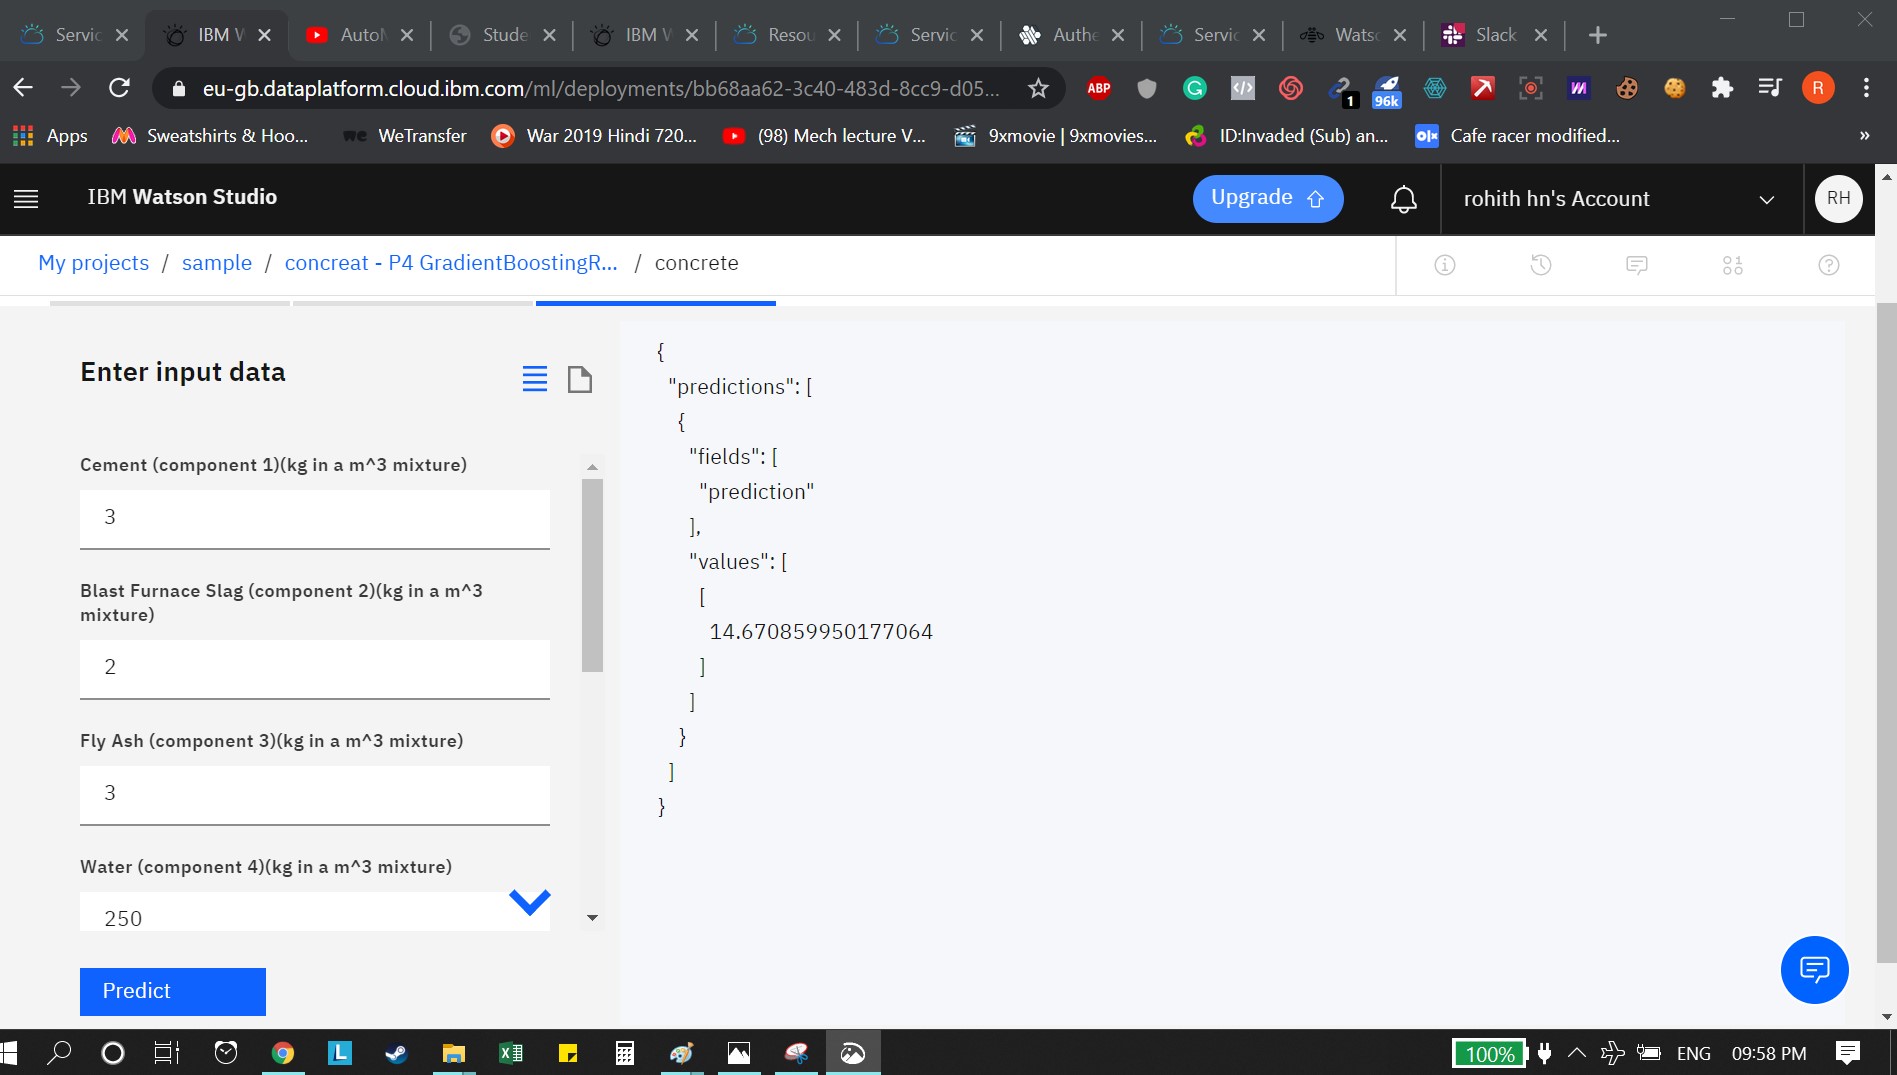 Servic
IBM W
AutoM
Stude
IBM W
Resou
Servic
Authe
Servic
Watso
Slack
eu-gb.dataplatform.cloud.ibm.com/ml/deployments/bb68aa62-3c40-483d-8cc9-d05...
ABP
1
96k
R
Apps
Sweatshirts & Hoo...
we WeTransfer
War 2019 Hindi 720...
(98) Mech lecture V...
9xmovie | 9xmovies...
ID:Invaded (Sub) an...
olx Cafe racer modified...
»
IBM Watson Studio
Upgrade
rohith hn's Account
RH
My projects / sample / concreat - P4 GradientBoostingR... / concrete
Enter input data
Cement (component 1)(kg in a m^3 mixture)
3
Blast Furnace Slag (component 2)(kg in a m^3
mixture)
2
Fly Ash (component 3)(kg in a m^3 mixture)
3
Water (component 4)(kg in a m^3 mixture)
250
Predict
{
"predictions": [
{
"fields": [
"prediction"
],
"values": [
[
14.670859950177064
]
]
}
]
}
100%
ENG
09:58 PM